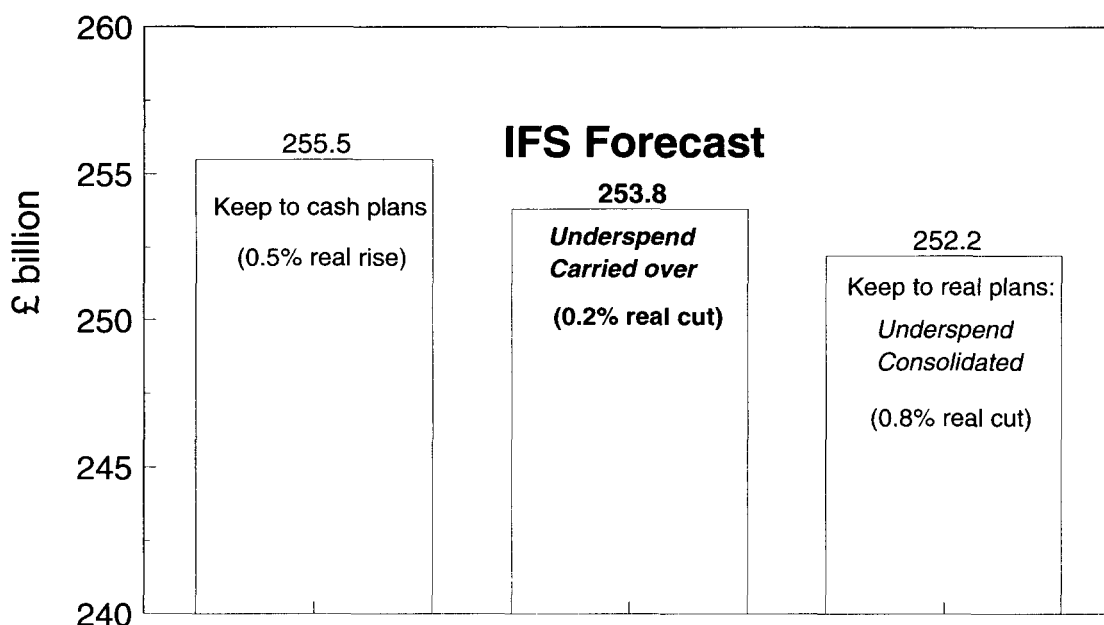 260
255
250
245
240
£ billion
IFS Forecast
255.5
Keep to cash plans
(0.5% real rise)
253.8
Underspend
Carried over
(0.2% real cut)
252.2
Keep to real plans:
Underspend
Consolidated
(0.8% real cut)